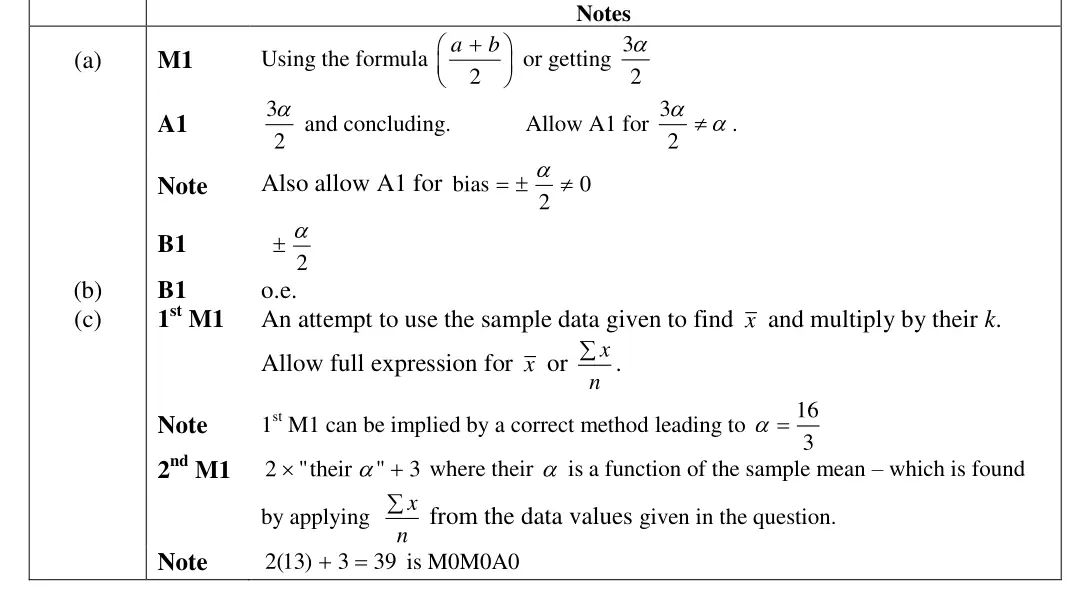 Notes
(a) M1 Using the formula ((a + b)/2) or getting 3α/2
A1 3α/2 and concluding. Allow A1 for 3α/2 ≠ α .
Note Also allow A1 for bias = ± α/2 ≠ 0
B1 ± α/2
(b) B1 o.e.
(c) 1st M1 An attempt to use the sample data given to find x̄ and multiply by their k.
Allow full expression for x̄ or ∑x/n .
Note 1st M1 can be implied by a correct method leading to α = 16/3
2nd M1 2 × "their α" + 3 where their α is a function of the sample mean – which is found
by applying ∑x/n from the data values given in the question.
Note 2(13) + 3 = 39 is M0M0A0